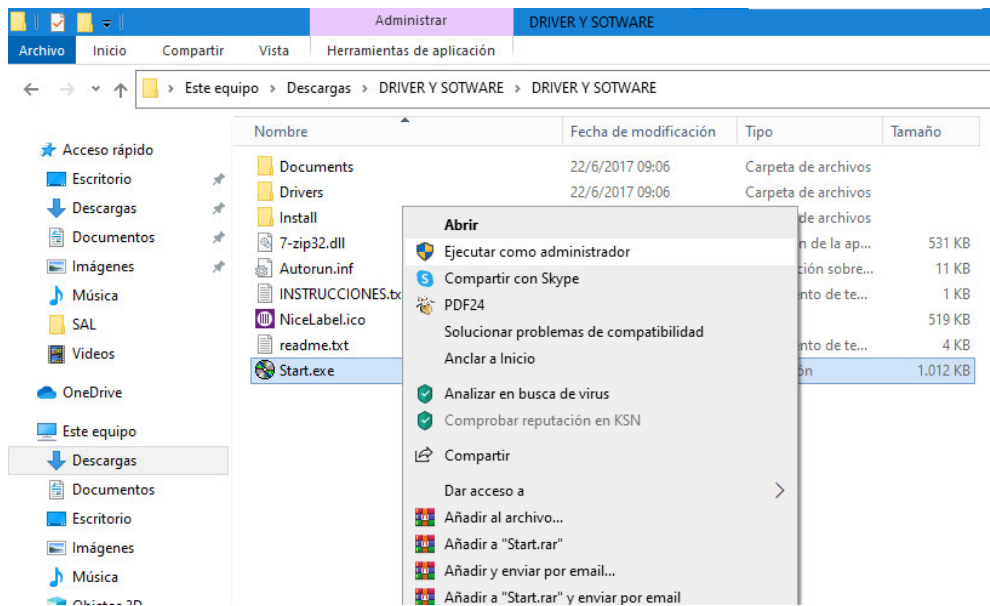 Administrar
DRIVER Y SOTWARE
Archivo
Inicio
Compartir
Vista
Herramientas de aplicación
Este equipo > Descargas > DRIVER Y SOTWARE > DRIVER Y SOTWARE
Nombre
Fecha de modificación
Tipo
Tamaño
Acceso rápido
Escritorio
Descargas
Documentos
Imágenes
Música
SAL
Videos
OneDrive
Este equipo
Descargas
Documentos
Escritorio
Imágenes
Música
Documents 22/6/2017 09:06 Carpeta de archivos
Drivers 22/6/2017 09:06 Carpeta de archivos
Install de archivos
7-zip32.dll n de la ap... 531 KB
Autorun.inf ción sobre... 11 KB
INSTRUCCIONES.tx ento de te... 1 KB
NiceLabel.ico 519 KB
readme.txt ento de te... 4 KB
Start.exe ón 1.012 KB
Abrir
Ejecutar como administrador
Compartir con Skype
PDF24
Solucionar problemas de compatibilidad
Anclar a Inicio
Analizar en busca de virus
Comprobar reputación en KSN
Compartir
Dar acceso a
Añadir al archivo...
Añadir a "Start.rar"
Añadir y enviar por email...
Añadir a "Start.rar" y enviar por email